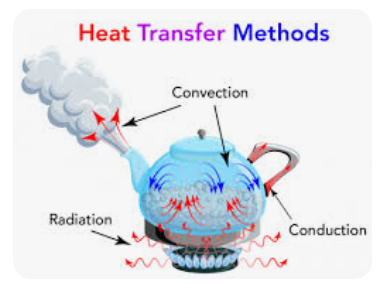 Heat Transfer Methods
Convection
Radiation
Conduction